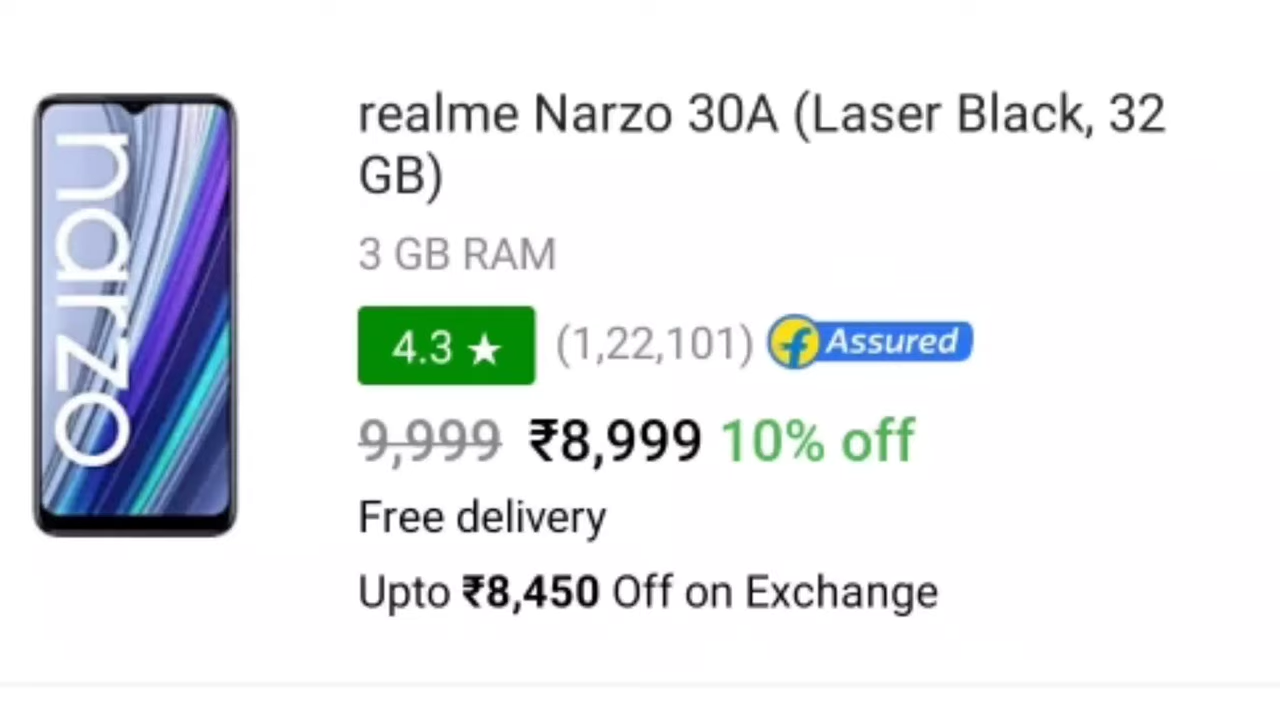 narzo
realme Narzo 30A (Laser Black, 32
GB)
3 GB RAM
4.3 ★ (1,22,101) f Assured
9,999 ₹8,999 10% off
Free delivery
Upto ₹8,450 Off on Exchange